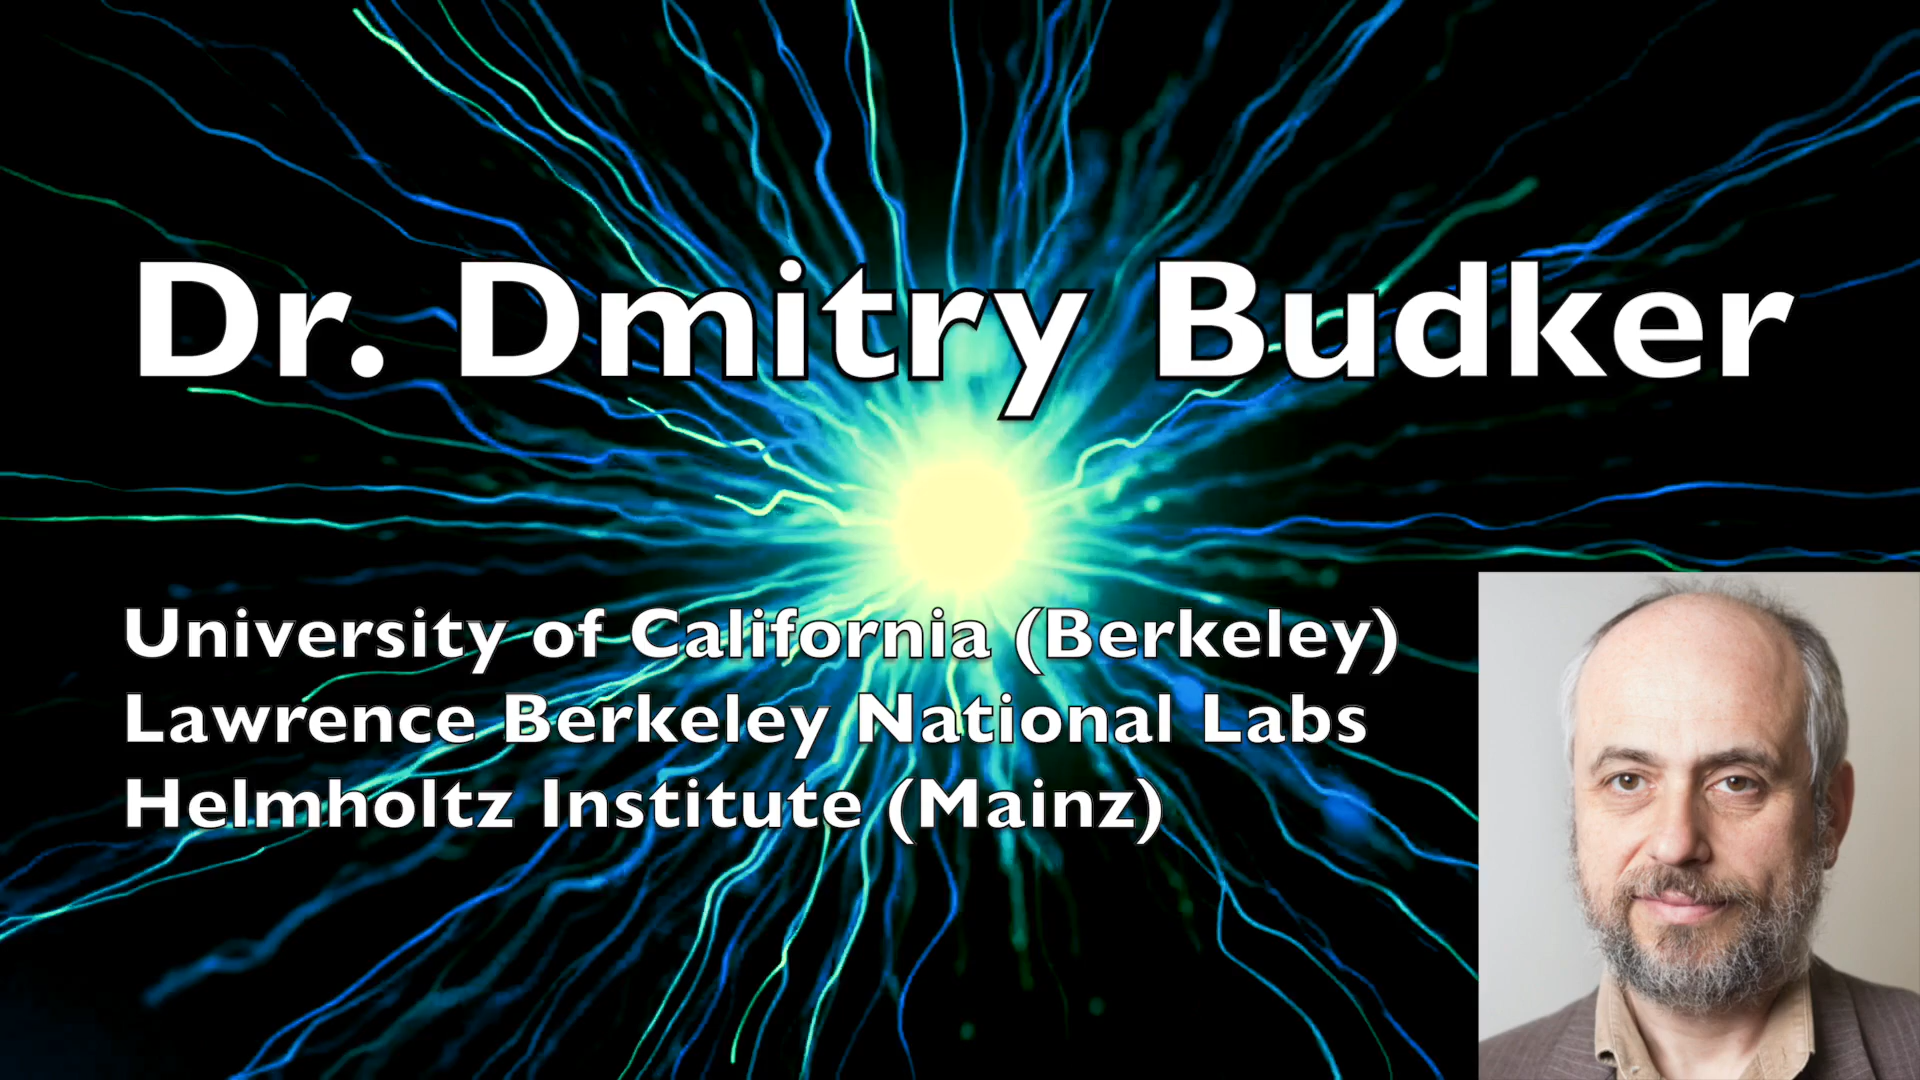 Dr. Dmitry Budker
University of California (Berkeley)
Lawrence Berkeley National Labs
Helmholtz Institute (Mainz)